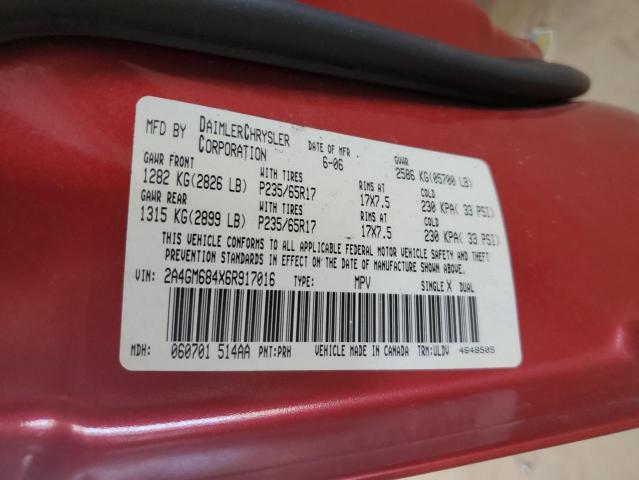 MFD BY DAIMLERCHRYSLER CORPORATION DATE OF MFR 6-06 GVWR 2586 KG(05700 LB)
GAWR FRONT WITH TIRES RIMS AT COLD
1282 KG(2826 LB) P235/65R17 17X7.5 230 KPA( 33 PSI)
GAWR REAR WITH TIRES RIMS AT COLD
1315 KG(2899 LB) P235/65R17 17X7.5 230 KPA( 33 PSI)
THIS VEHICLE CONFORMS TO ALL APPLICABLE FEDERAL MOTOR VEHICLE SAFETY AND THEFT
PREVENTION STANDARDS IN EFFECT ON THE DATE OF MANUFACTURE SHOWN ABOVE.
VIN: 2A4GM684X6R917016 TYPE: MPV SINGLE X DUAL
MDH: 060701 514AA PNT:PRH VEHICLE MADE IN CANADA TRM:ULDV 4648505